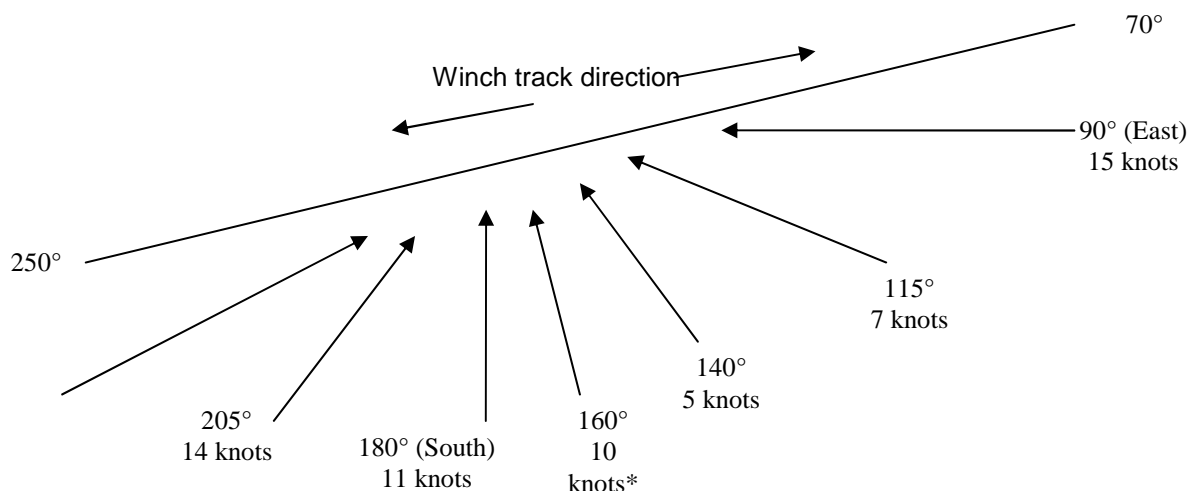 70°
Winch track direction
90° (East)
15 knots
250°
115°
7 knots
140°
5 knots
205°
14 knots
180° (South)
11 knots
160°
10
knots*